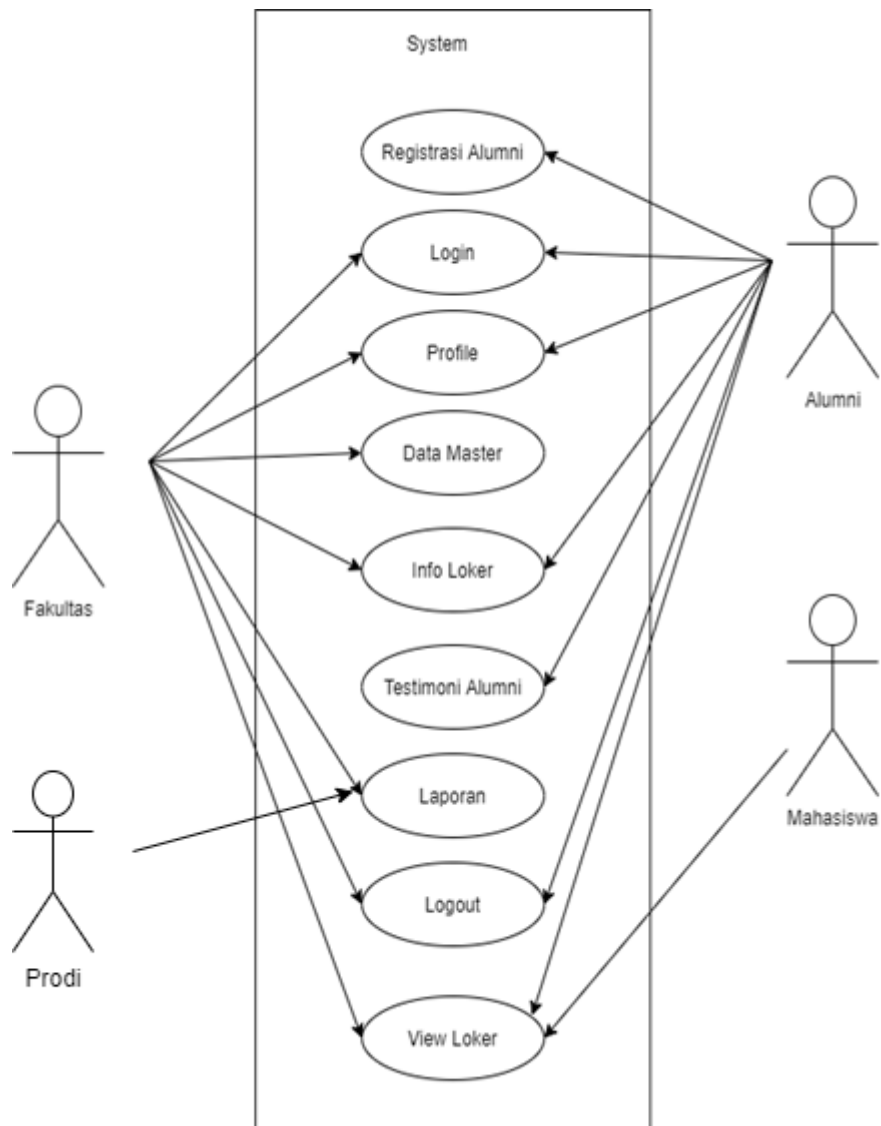 System
Registrasi Alumni
Login
Profile
Alumni
Data Master
Info Loker
Fakultas
Testimoni Alumni
Laporan
Mahasiswa
Logout
Prodi
View Loker